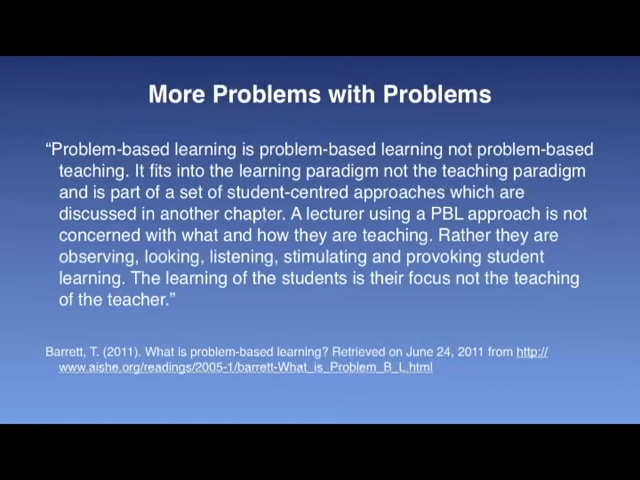 More Problems with Problems
“Problem-based learning is problem-based learning not problem-based
teaching. It fits into the learning paradigm not the teaching paradigm
and is part of a set of student-centred approaches which are
discussed in another chapter. A lecturer using a PBL approach is not
concerned with what and how they are teaching. Rather they are
observing, looking, listening, stimulating and provoking student
learning. The learning of the students is their focus not the teaching
of the teacher.”
Barrett, T. (2011). What is problem-based learning? Retrieved on June 24, 2011 from http://
www.aishe.org/readings/2005-1/barrett-What_is_Problem_B_L.html